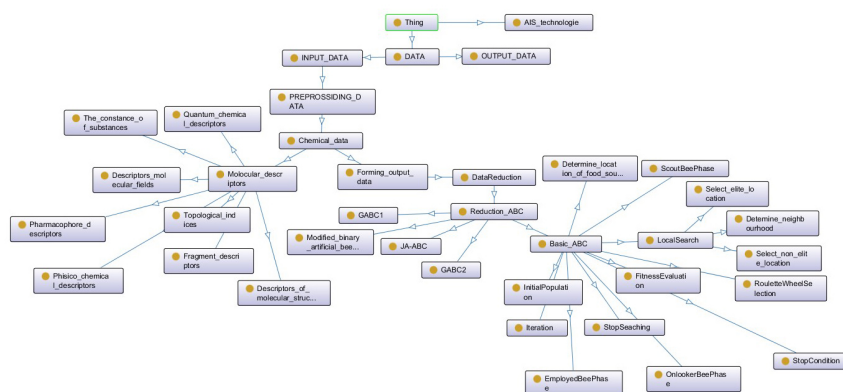 Thing
AIS_technologie
INPUT_DATA
DATA
OUTPUT_DATA
PREPROSSIDING_D
ATA
Chemical_data
The_constance_o
f_substances
Quantum_chemica
l_descriptors
Descriptors_mol
ecular_fields
Molocular_descr
iptors
Forming_output_
data
DataReduction
Determine_locat
ion_of_food_sou...
ScoutBeePhase
Select_elite_lo
cation
Pharmacophore_d
escriptors
Topological_ind
ices
GABC1
Reduction_ABC
Detemine_neighb
ourhood
Modified_binary
_artificial_bee...
JA-ABC
Basic_ABC
LocalSearch
Select_non_elit
e_location
Phisico_chemica
l_descriptors
Fragment_descri
ptors
GABC2
FitnessEvaluati
on
RouletteWheelSe
lection
Descriptors_of_
molecular_struc...
InitialPopulati
on
Iteration
StopSeaching
StopCondition
EmployedBeePhas
e
OnlookerBeePhas
e